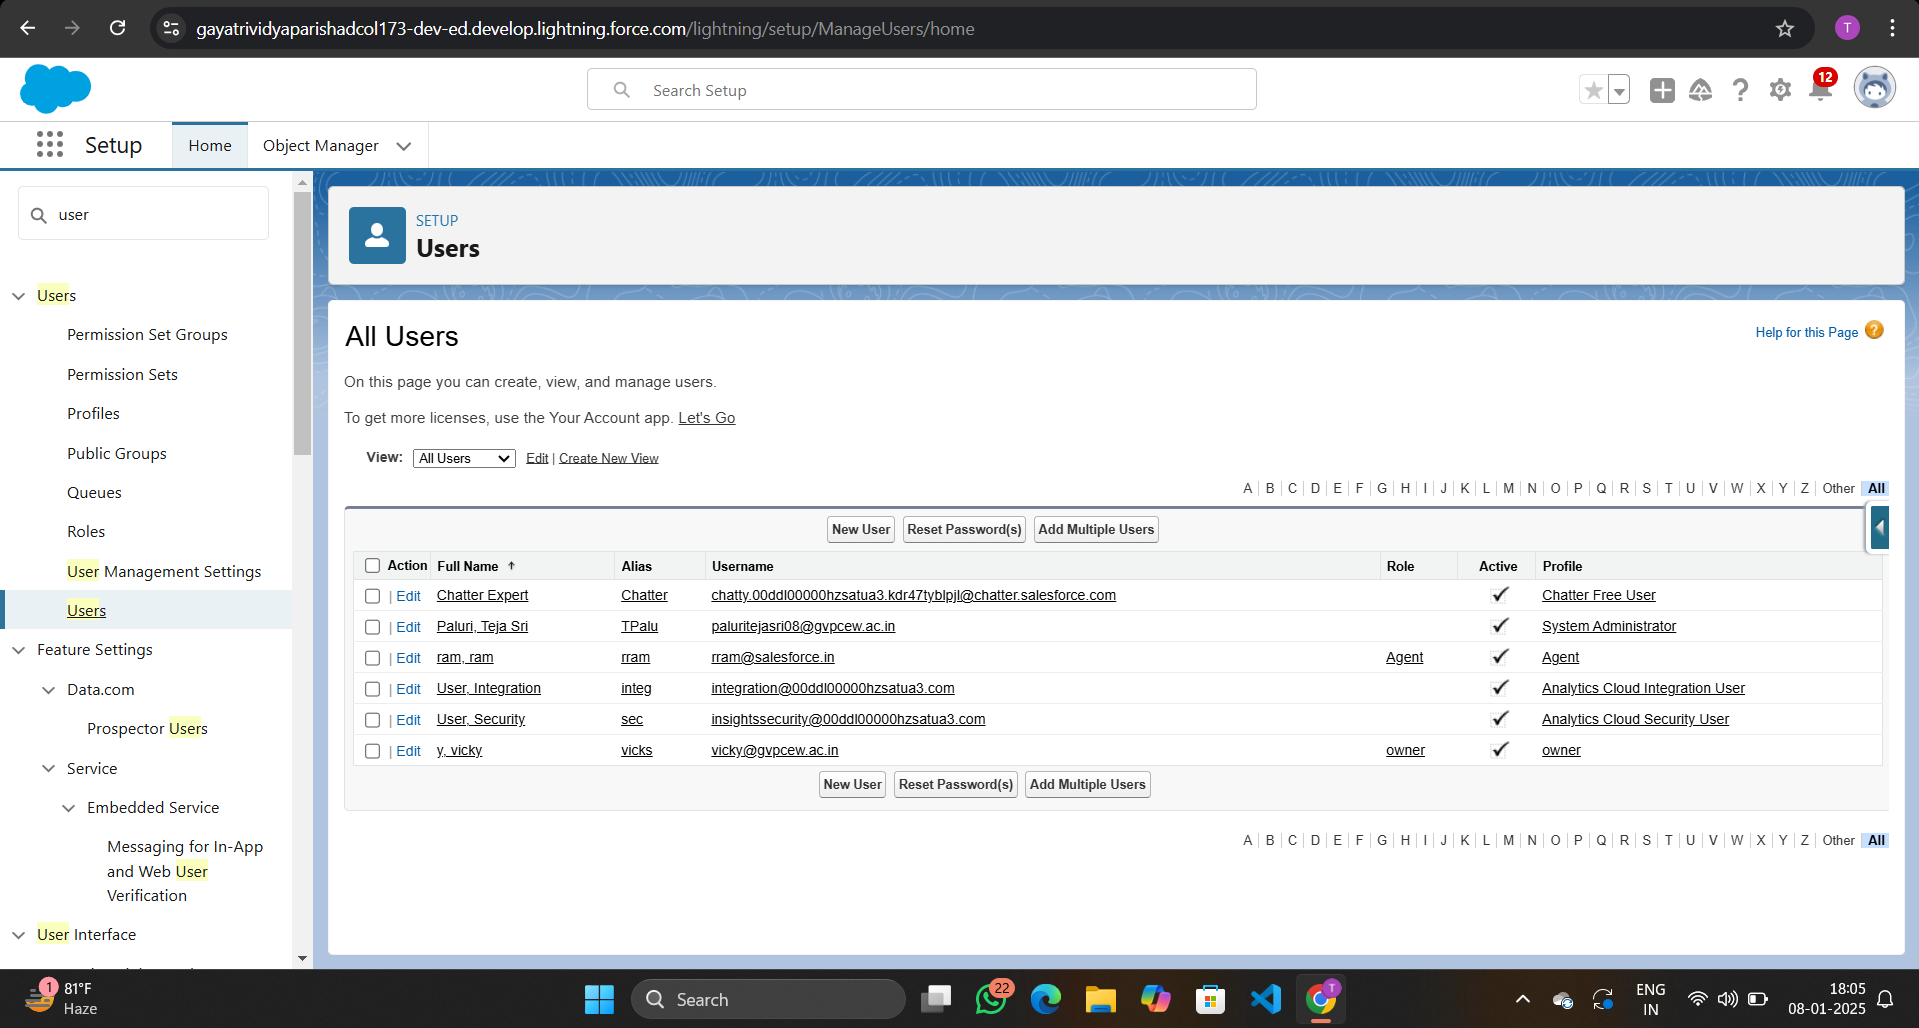 gayatrividyaparishadcol173-dev-ed.develop.lightning.force.com/lightning/setup/ManageUsers/home
T
Search Setup
12
Setup
Home
Object Manager
user
Users
Permission Set Groups
Permission Sets
Profiles
Public Groups
Queues
Roles
User Management Settings
Users
Feature Settings
Data.com
Prospector Users
Service
Embedded Service
Messaging for In-App
and Web User
Verification
User Interface
SETUP
Users
All Users
Help for this Page ?
On this page you can create, view, and manage users.
To get more licenses, use the Your Account app. Let's Go
View: All Users Edit | Create New View
A | B | C | D | E | F | G | H | I | J | K | L | M | N | O | P | Q | R | S | T | U | V | W | X | Y | Z | Other All
New User Reset Password(s) Add Multiple Users
Action Full Name ↑ Alias Username Role Active Profile
| Edit Chatter Expert Chatter chatty.00ddl00000hzsatua3.kdr47tyblpjl@chatter.salesforce.com Chatter Free User
| Edit Paluri, Teja Sri TPalu paluritejasri08@gvpcew.ac.in System Administrator
| Edit ram, ram rram rram@salesforce.in Agent Agent
| Edit User, Integration integ integration@00ddl00000hzsatua3.com Analytics Cloud Integration User
| Edit User, Security sec insightssecurity@00ddl00000hzsatua3.com Analytics Cloud Security User
| Edit y, vicky vicks vicky@gvpcew.ac.in owner owner
New User Reset Password(s) Add Multiple Users
A | B | C | D | E | F | G | H | I | J | K | L | M | N | O | P | Q | R | S | T | U | V | W | X | Y | Z | Other All
1
81°F
Haze
Search
22
T
ENG
IN
18:05
08-01-2025